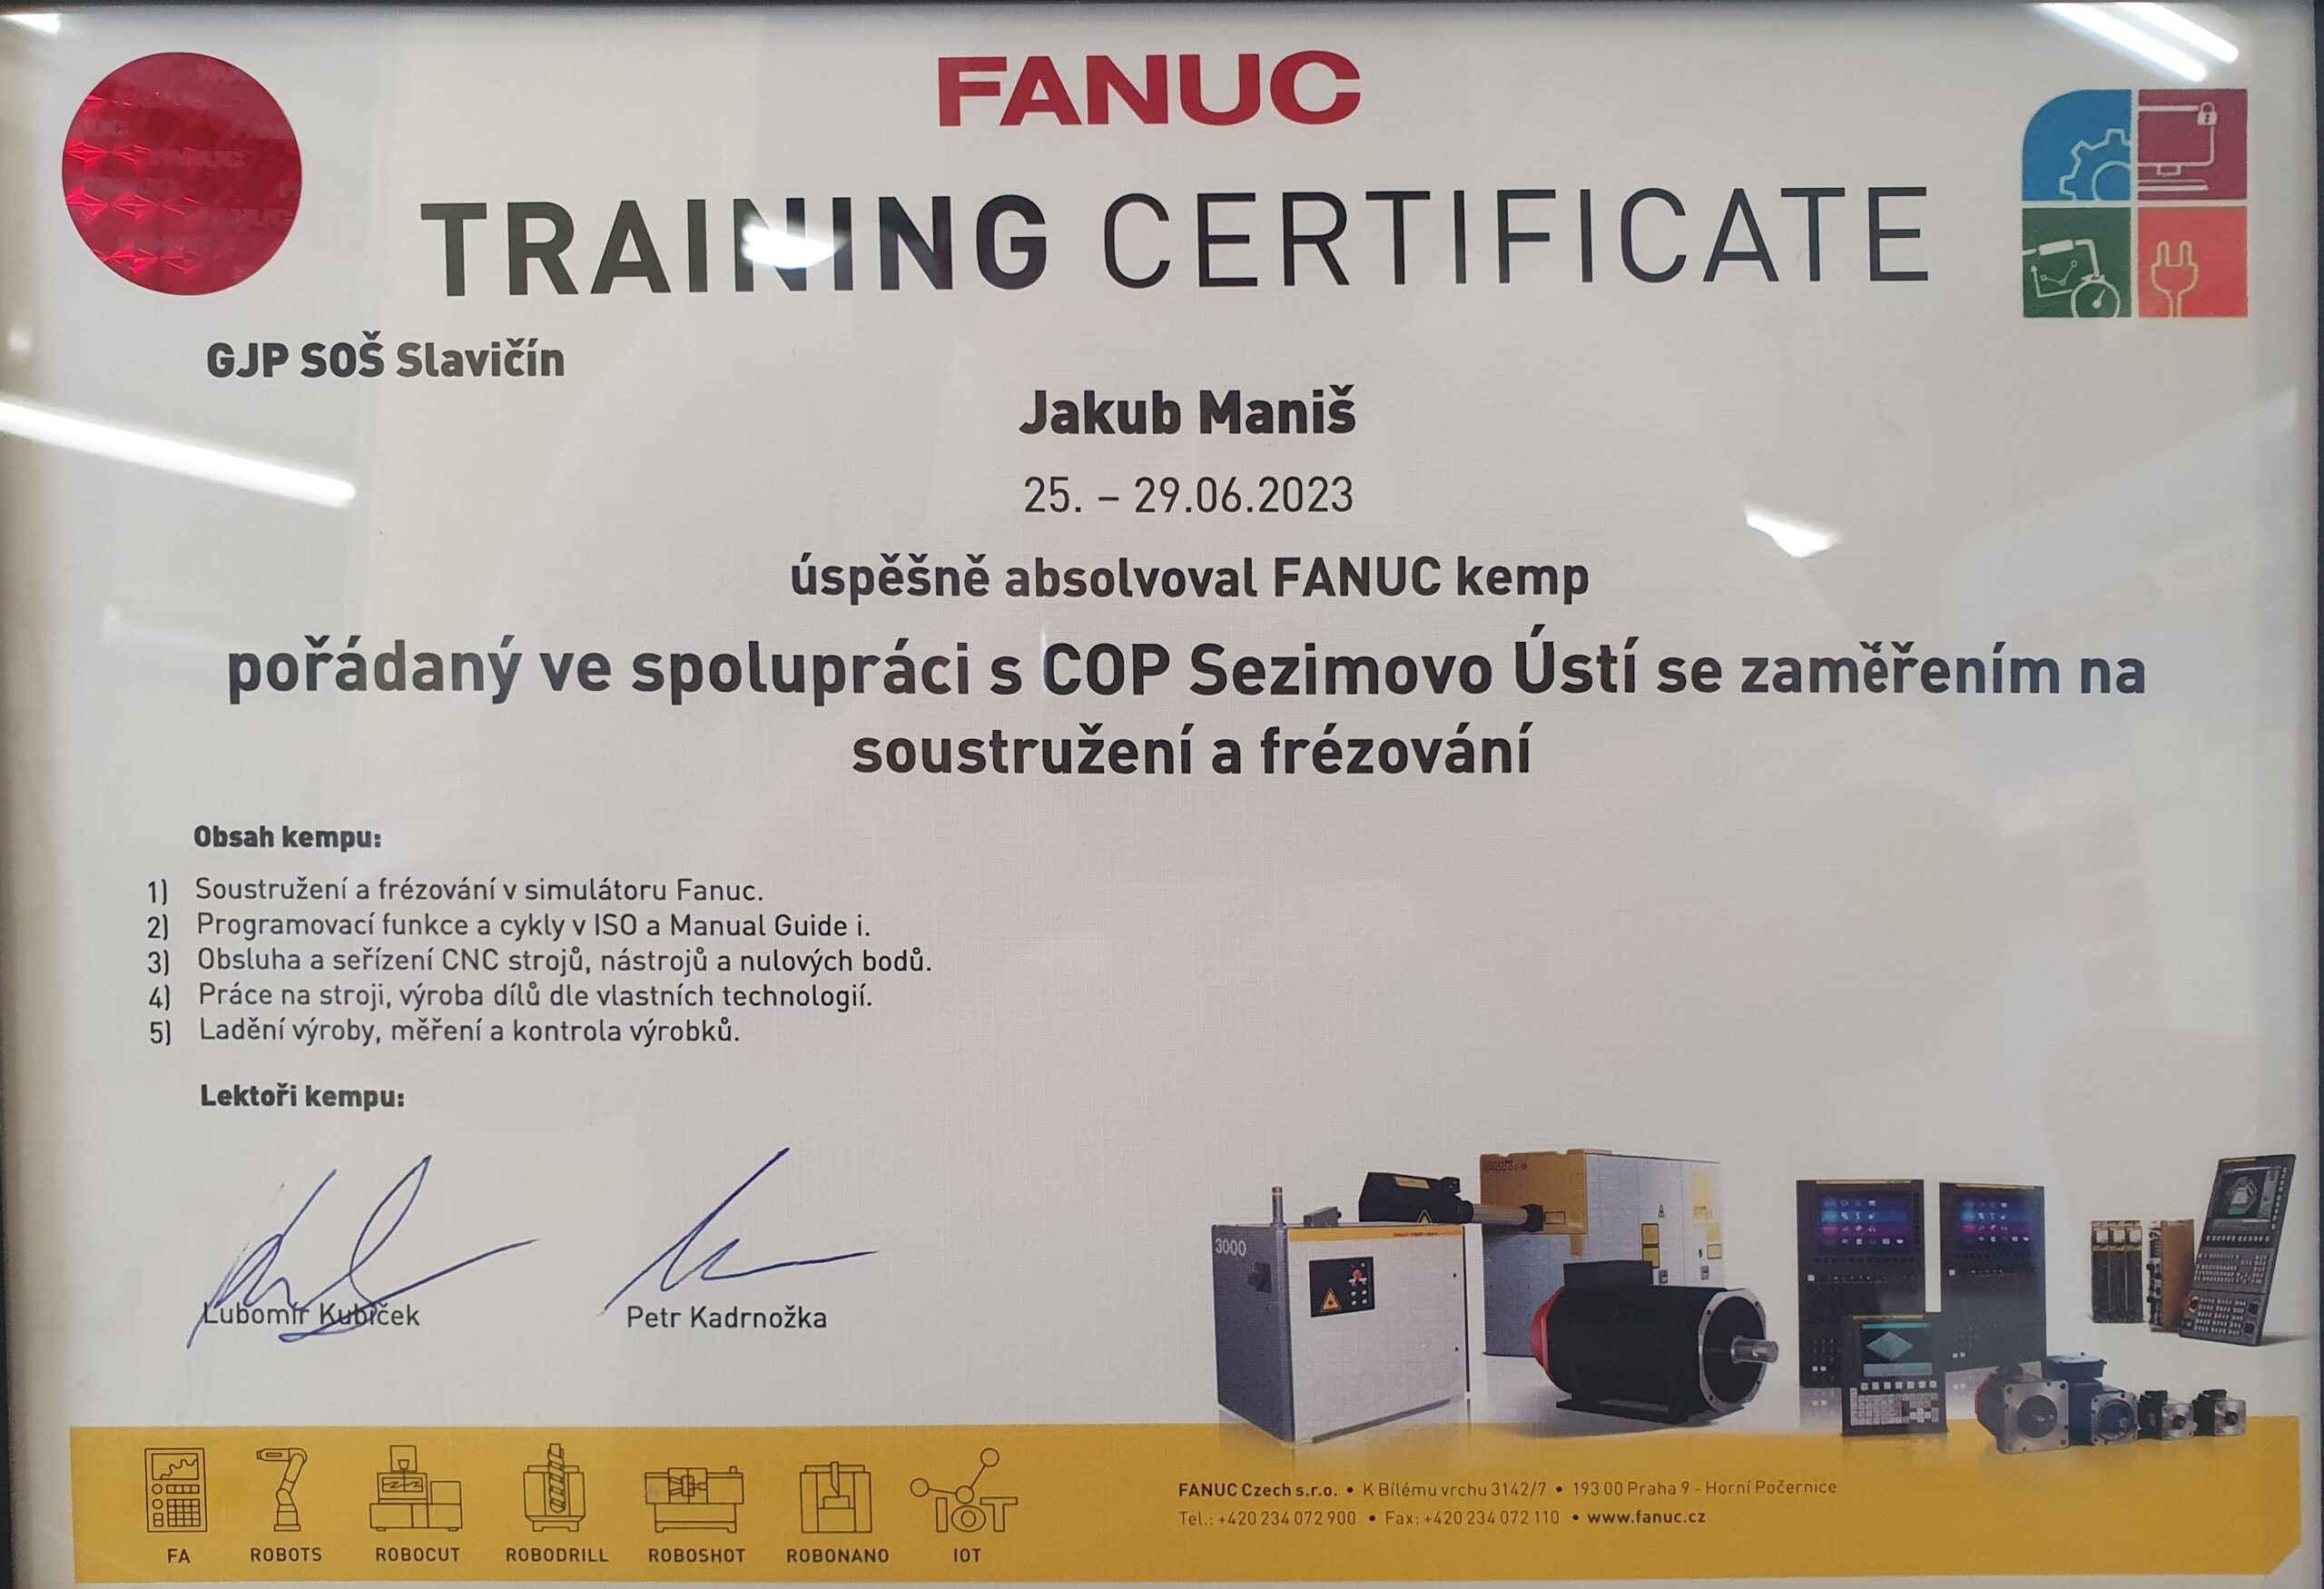 FANUC
TRAINING CERTIFICATE
GJP SOŠ Slavičín
Jakub Maniš
25. – 29.06.2023
úspěšně absolvoval FANUC kemp
pořádaný ve spolupráci s COP Sezimovo Ústí se zaměřením na
soustružení a frézování
Obsah kempu:
1) Soustružení a frézování v simulátoru Fanuc.
2) Programovací funkce a cykly v ISO a Manual Guide i.
3) Obsluha a seřízení CNC strojů, nástrojů a nulových bodů.
4) Práce na stroji, výroba dílů dle vlastních technologií.
5) Ladění výroby, měření a kontrola výrobků.
Lektoři kempu:
Lubomír Kubíček
Petr Kadrnožka
3000
FANUC Czech s.r.o. • K Bílému vrchu 3142/7 • 193 00 Praha 9 - Horní Počernice
Tel.: +420 234 072 900 • Fax: +420 234 072 110 • www.fanuc.cz
IOT
FA ROBOTS ROBOCUT ROBODRILL ROBOSHOT ROBONANO IOT